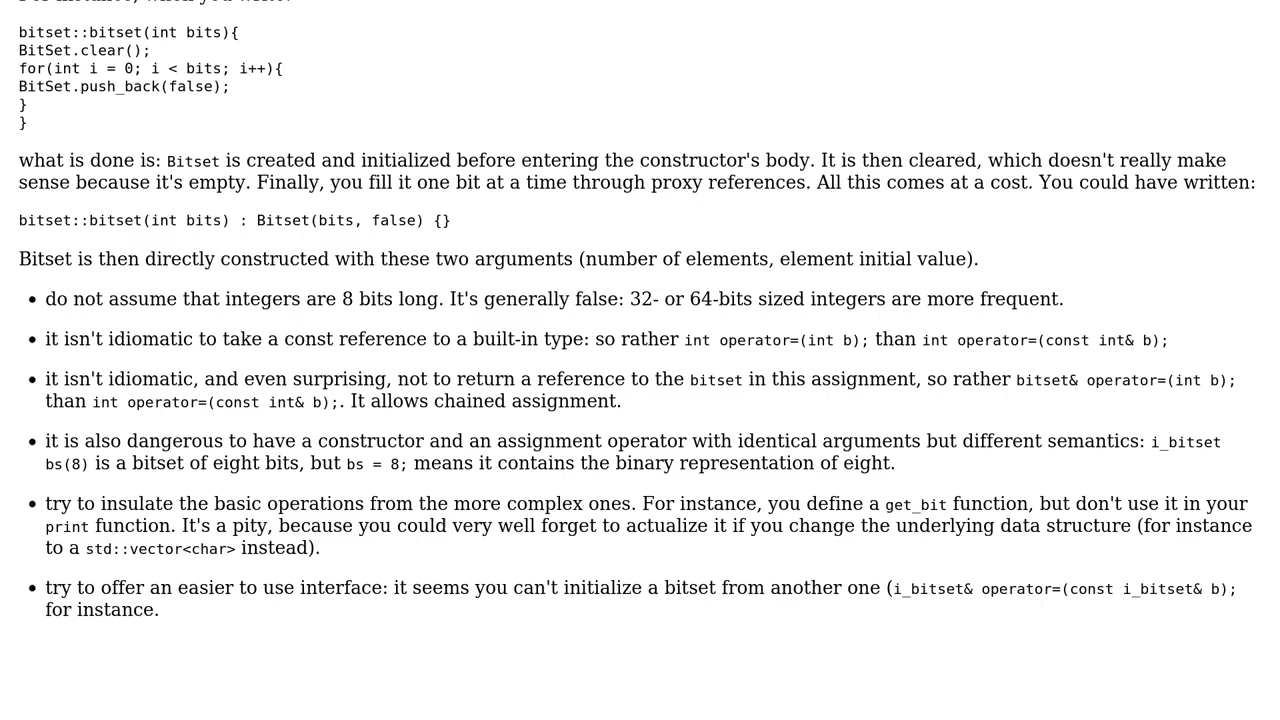 For instance, when you write:
bitset::bitset(int bits){
BitSet.clear();
for(int i = 0; i < bits; i++){
BitSet.push_back(false);
}
}
what is done is: Bitset is created and initialized before entering the constructor's body. It is then cleared, which doesn't really make
sense because it's empty. Finally, you fill it one bit at a time through proxy references. All this comes at a cost. You could have written:
bitset::bitset(int bits) : Bitset(bits, false) {}
Bitset is then directly constructed with these two arguments (number of elements, element initial value).
• do not assume that integers are 8 bits long. It's generally false: 32- or 64-bits sized integers are more frequent.
• it isn't idiomatic to take a const reference to a built-in type: so rather int operator=(int b); than int operator=(const int& b);
• it isn't idiomatic, and even surprising, not to return a reference to the bitset in this assignment, so rather bitset& operator=(int b);
than int operator=(const int& b);. It allows chained assignment.
• it is also dangerous to have a constructor and an assignment operator with identical arguments but different semantics: i_bitset
bs(8) is a bitset of eight bits, but bs = 8; means it contains the binary representation of eight.
• try to insulate the basic operations from the more complex ones. For instance, you define a get_bit function, but don't use it in your
print function. It's a pity, because you could very well forget to actualize it if you change the underlying data structure (for instance
to a std::vector<char> instead).
• try to offer an easier to use interface: it seems you can't initialize a bitset from another one (i_bitset& operator=(const i_bitset& b);
for instance.